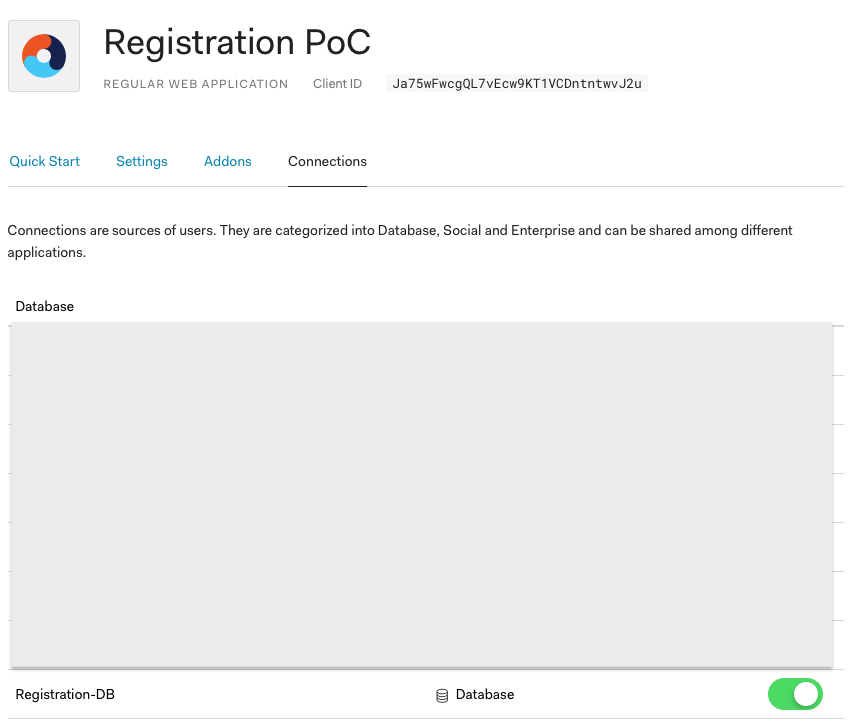 Registration PoC
REGULAR WEB APPLICATION Client ID Ja75wFwcgQL7vEcw9KT1VCDntntwvJ2u
Quick Start Settings Addons Connections
Connections are sources of users. They are categorized into Database, Social and Enterprise and can be shared among different
applications.
Database
Registration-DB Database